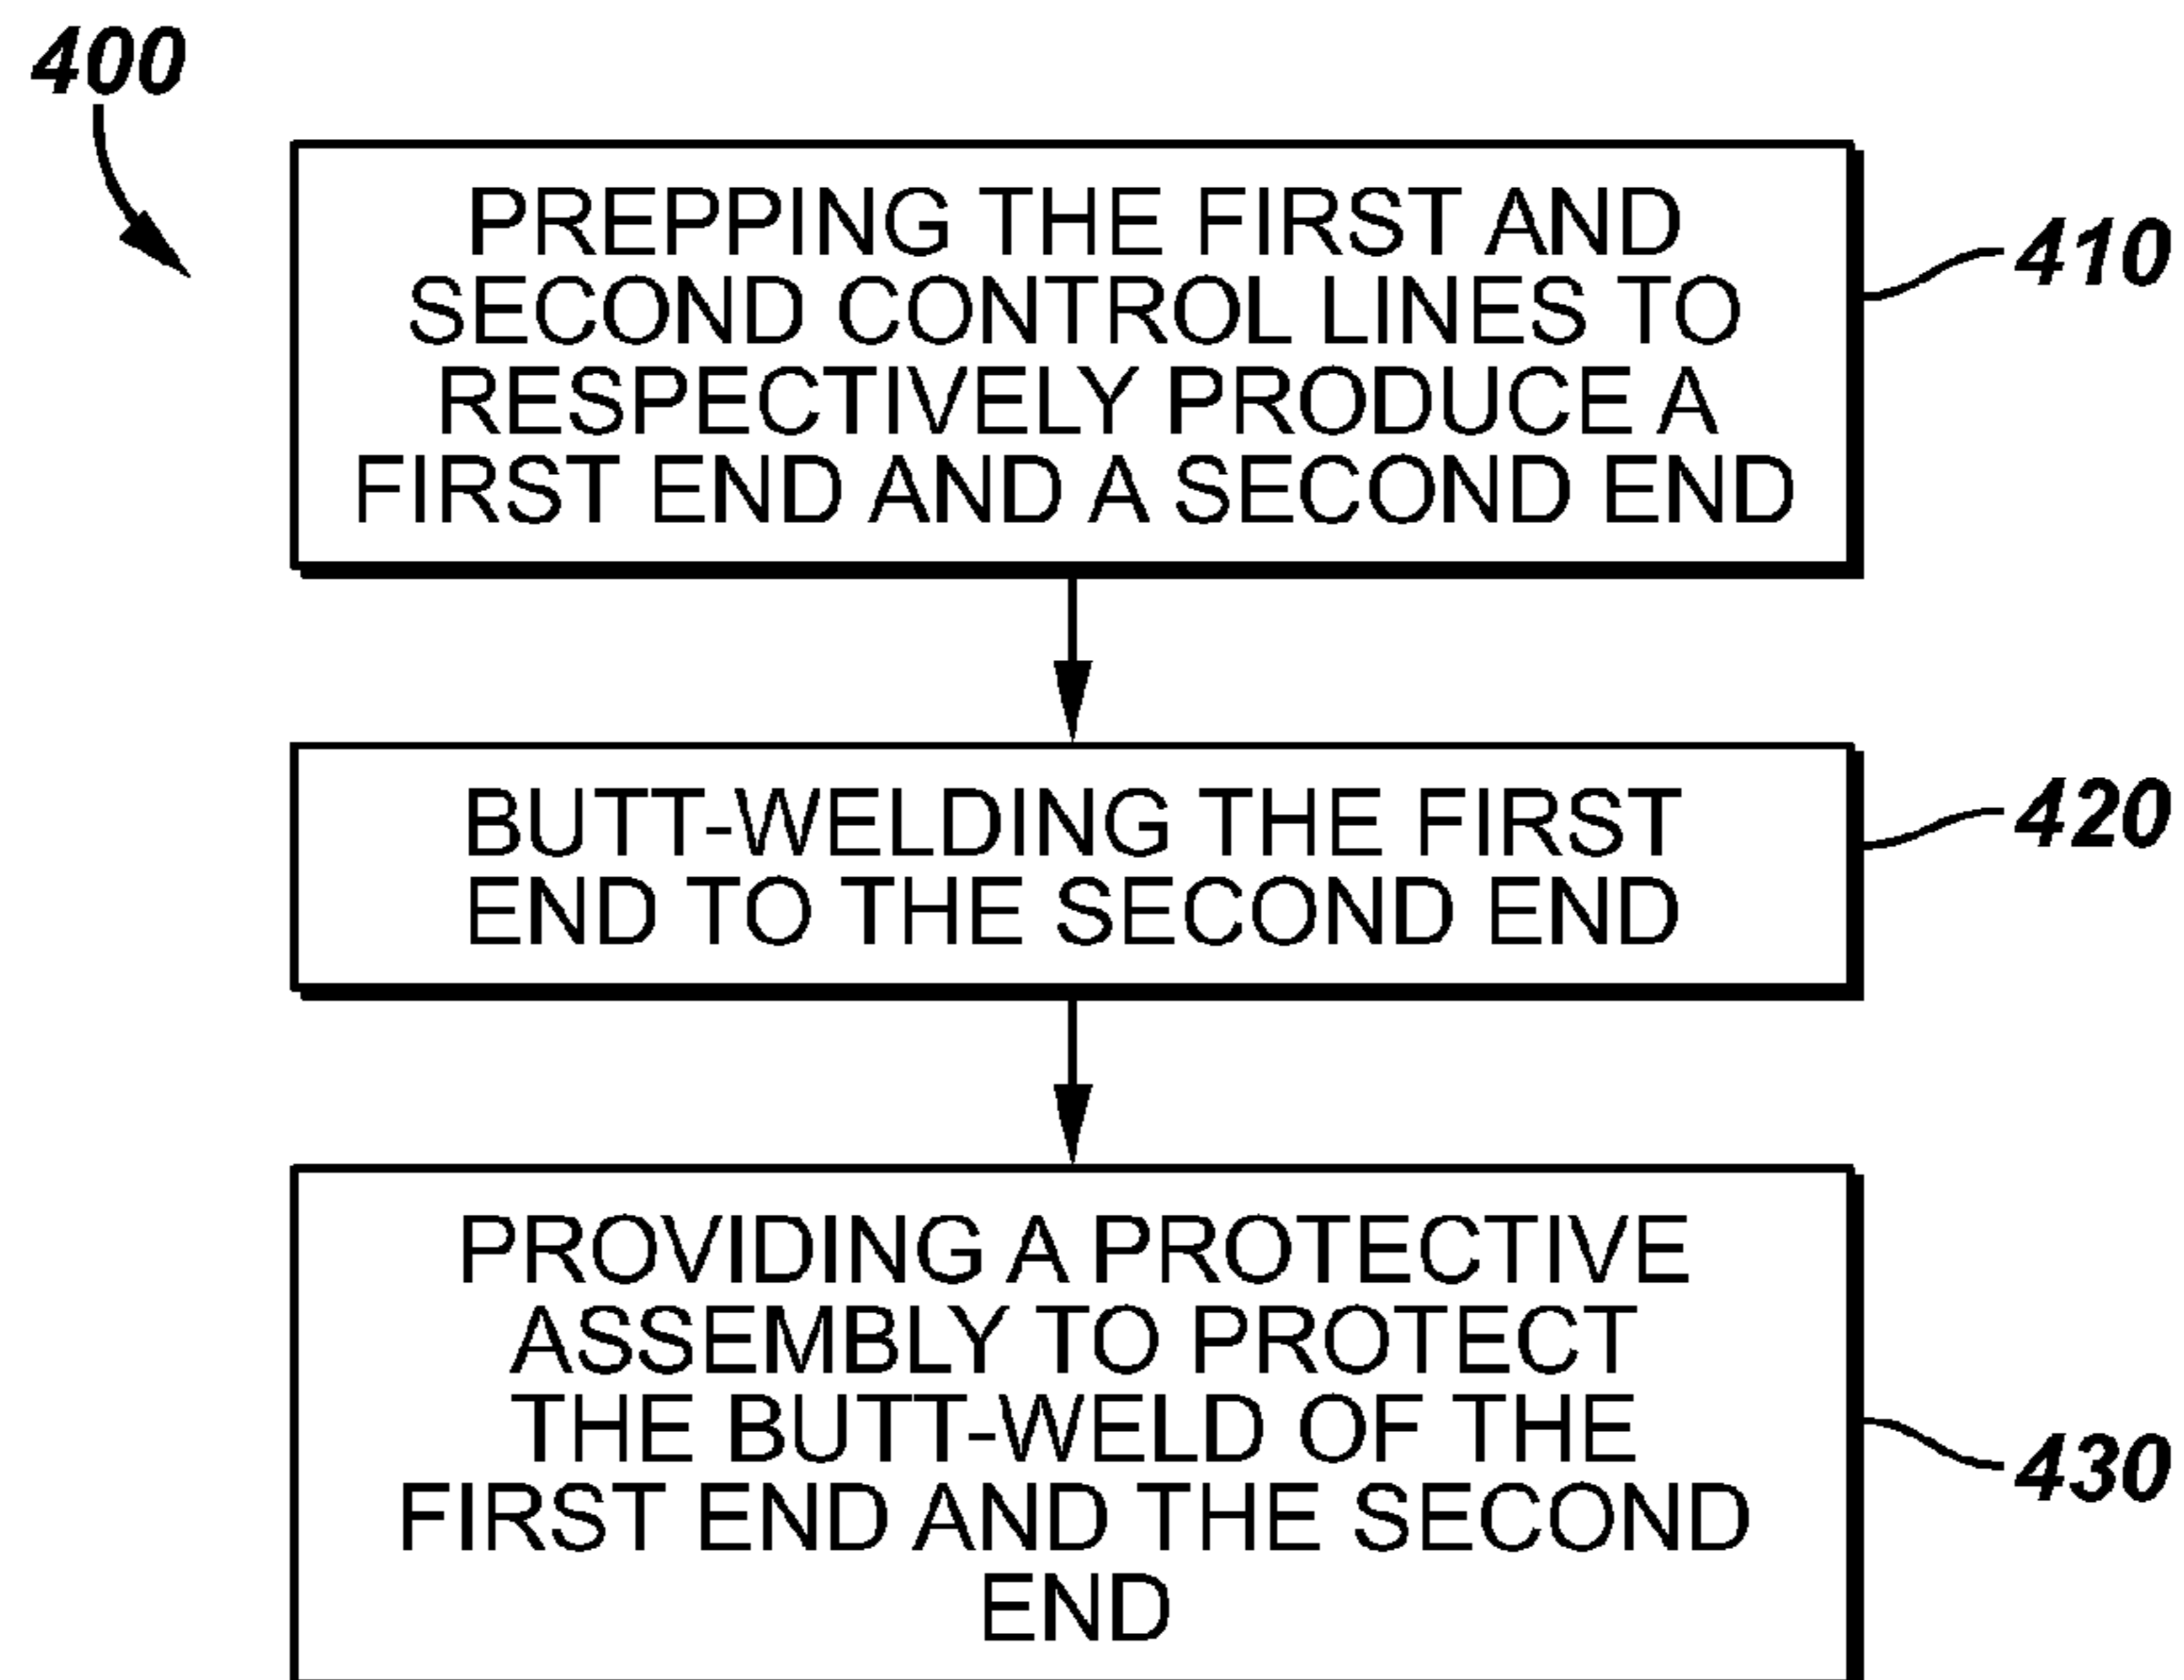 400
PREPPING THE FIRST AND
SECOND CONTROL LINES TO
RESPECTIVELY PRODUCE A
FIRST END AND A SECOND END
410
BUTT-WELDING THE FIRST
END TO THE SECOND END
420
PROVIDING A PROTECTIVE
ASSEMBLY TO PROTECT
THE BUTT-WELD OF THE
FIRST END AND THE SECOND
END
430